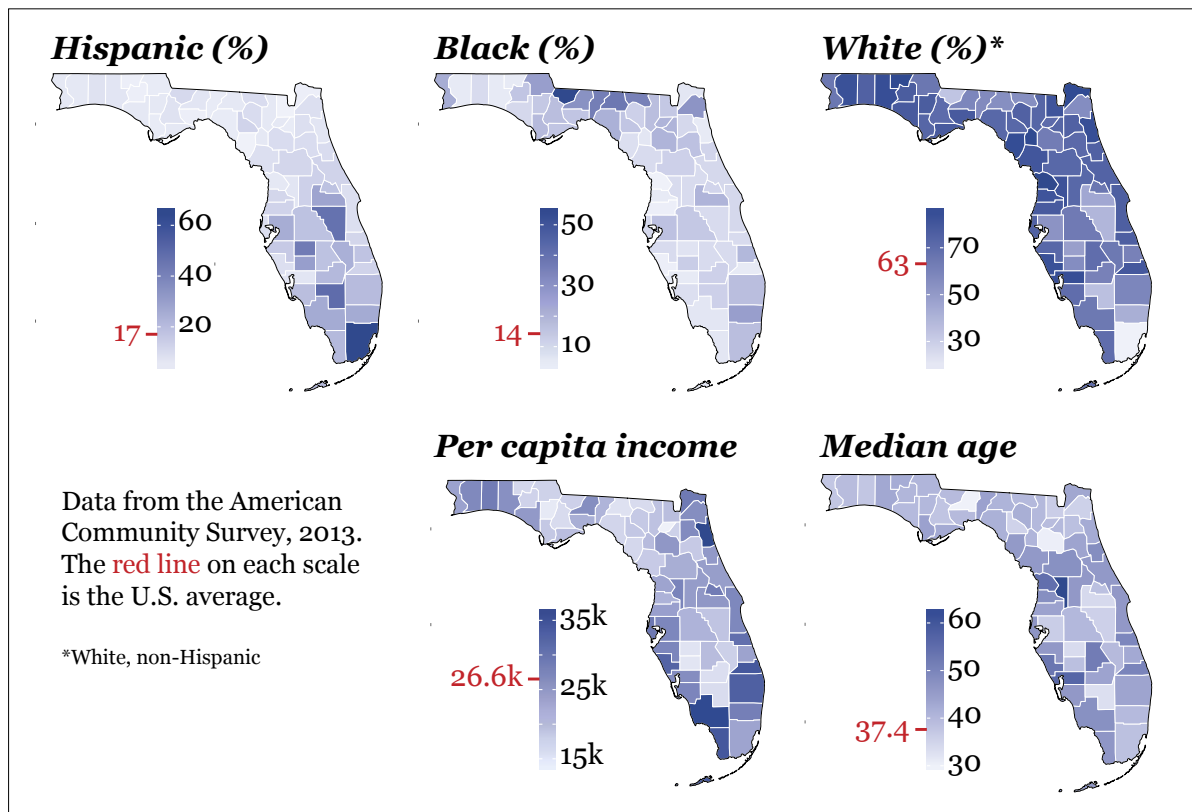 Hispanic (%)
Black (%)
White (%)*
60
40
20
17
50
30
10
14
70
50
30
63
Per capita income
Median age
Data from the American
Community Survey, 2013.
The red line on each scale
is the U.S. average.
*White, non-Hispanic
35k
25k
15k
26.6k
60
50
40
30
37.4